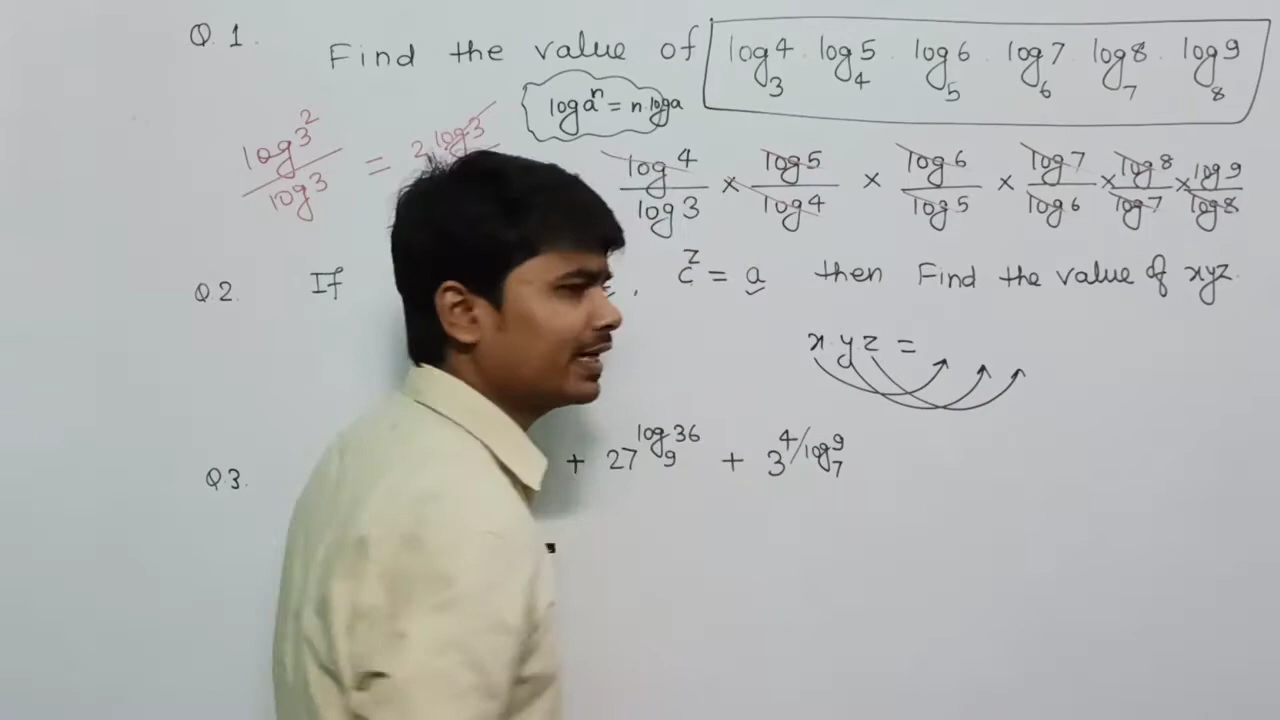 Q.1. Find the value of log₃4 . log₄5 . log₅6 . log₆7 . log₇8 . log₈9
log aⁿ = n log a
log 3² / log 3 = 2 log 3
log 4 / log 3 × log 5 / log 4 × log 6 / log 5 × log 7 / log 6 × log 8 / log 7 × log 9 / log 8
Q.2. If , c^z = a then Find the value of xyz.
x.y.z =
Q.3. + 27^(log₉36) + 3^(4/log₇9)